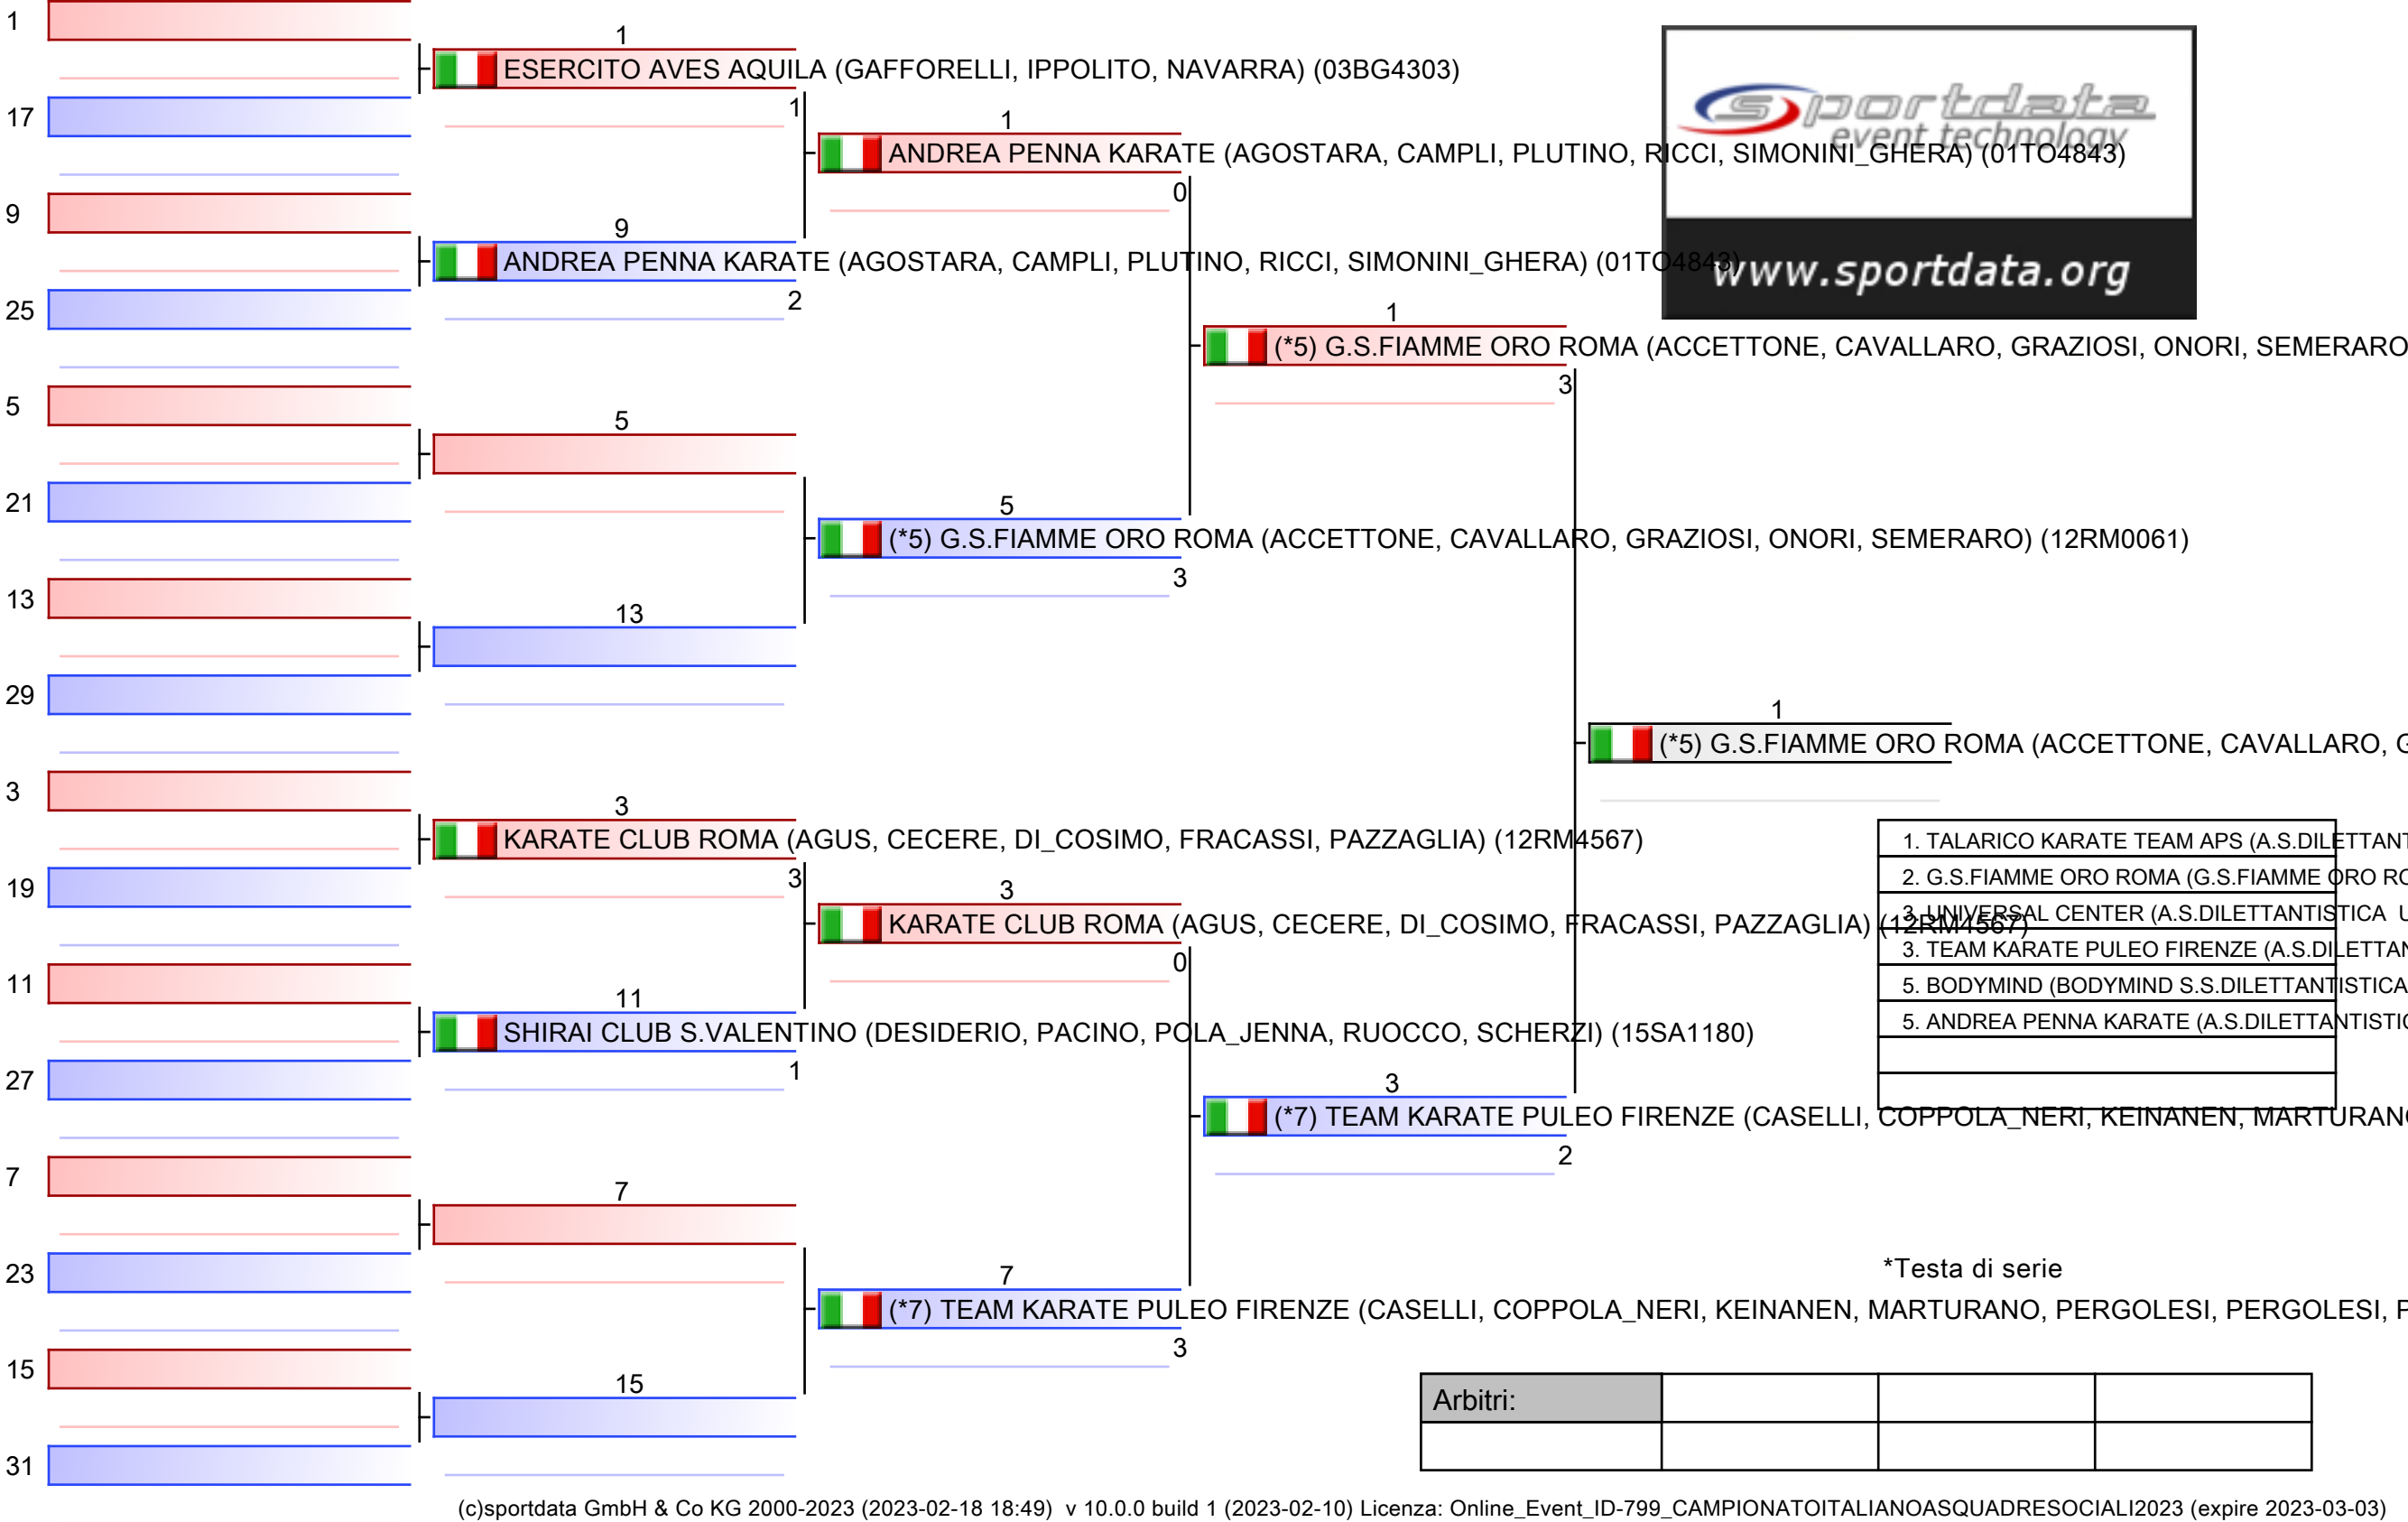 1
1
ESERCITO AVES AQUILA (GAFFORELLI, IPPOLITO, NAVARRA) (03BG4303)
1
17
1
ANDREA PENNA KARATE (AGOSTARA, CAMPLI, PLUTINO, RICCI, SIMONINI_GHERA) (01TO4843)
0
9
9
ANDREA PENNA KARATE (AGOSTARA, CAMPLI, PLUTINO, RICCI, SIMONINI_GHERA) (01TO4843)
2
25
sportdata
event technology
www.sportdata.org
1
(*5) G.S.FIAMME ORO ROMA (ACCETTONE, CAVALLARO, GRAZIOSI, ONORI, SEMERARO
3
5
5
21
5
(*5) G.S.FIAMME ORO ROMA (ACCETTONE, CAVALLARO, GRAZIOSI, ONORI, SEMERARO) (12RM0061)
3
13
13
29
1
(*5) G.S.FIAMME ORO ROMA (ACCETTONE, CAVALLARO,
3
3
KARATE CLUB ROMA (AGUS, CECERE, DI_COSIMO, FRACASSI, PAZZAGLIA) (12RM4567)
3
19
3
KARATE CLUB ROMA (AGUS, CECERE, DI_COSIMO, FRACASSI, PAZZAGLIA) (12RM4567)
0
1. TALARICO KARATE TEAM APS (A.S.DILETTANT
2. G.S.FIAMME ORO ROMA (G.S.FIAMME ORO RO
3. UNIVERSAL CENTER (A.S.DILETTANTISTICA U
3. TEAM KARATE PULEO FIRENZE (A.S.DILETTAN
5. BODYMIND (BODYMIND S.S.DILETTANTISTICA
5. ANDREA PENNA KARATE (A.S.DILETTANTISTIC
11
11
SHIRAI CLUB S.VALENTINO (DESIDERIO, PACINO, POLA_JENNA, RUOCCO, SCHERZI) (15SA1180)
1
27
3
(*7) TEAM KARATE PULEO FIRENZE (CASELLI, COPPOLA_NERI, KEINANEN, MARTURANO
2
7
7
23
7
(*7) TEAM KARATE PULEO FIRENZE (CASELLI, COPPOLA_NERI, KEINANEN, MARTURANO, PERGOLESI, PERGOLESI, P
3
*Testa di serie
15
15
31
Arbitri:
(c)sportdata GmbH & Co KG 2000-2023 (2023-02-18 18:49) v 10.0.0 build 1 (2023-02-10) Licenza: Online_Event_ID-799_CAMPIONATOITALIANOASQUADRESOCIALI2023 (expire 2023-03-03)